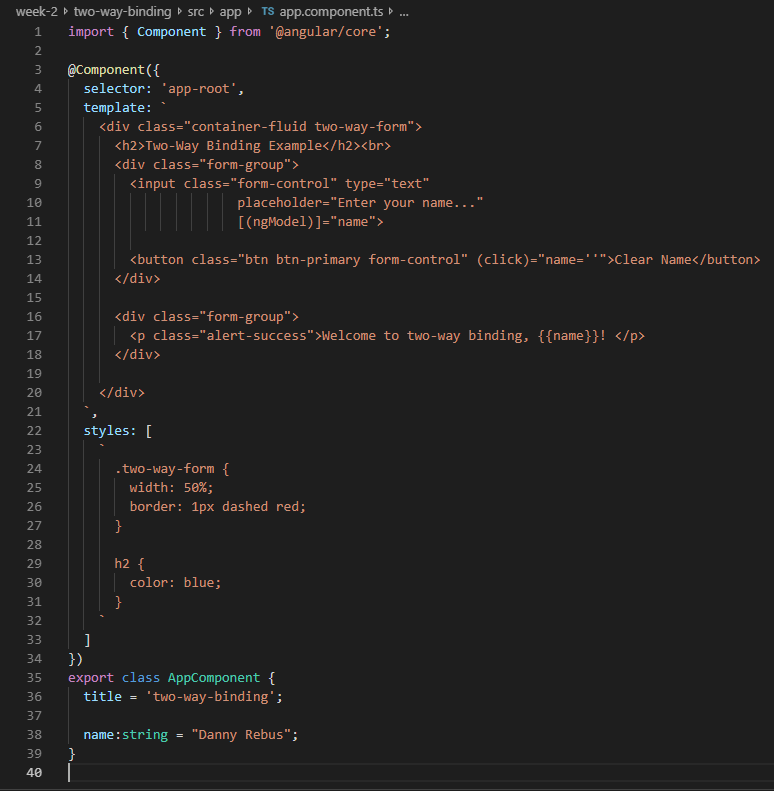 week-2 > two-way-binding > src > app > TS app.component.ts > ...
1 import { Component } from '@angular/core';
2
3 @Component({
4   selector: 'app-root',
5   template: `
6     <div class="container-fluid two-way-form">
7       <h2>Two-Way Binding Example</h2><br>
8       <div class="form-group">
9         <input class="form-control" type="text"
10                       placeholder="Enter your name..."
11                       [(ngModel)]="name">
12
13         <button class="btn btn-primary form-control" (click)="name=''">Clear Name</button>
14       </div>
15
16       <div class="form-group">
17         <p class="alert-success">Welcome to two-way binding, {{name}}! </p>
18       </div>
19
20     </div>
21   `,
22   styles: [
23     `
24       .two-way-form {
25         width: 50%;
26         border: 1px dashed red;
27       }
28
29       h2 {
30         color: blue;
31       }
32     `
33   ]
34 })
35 export class AppComponent {
36   title = 'two-way-binding';
37
38   name:string = "Danny Rebus";
39 }
40